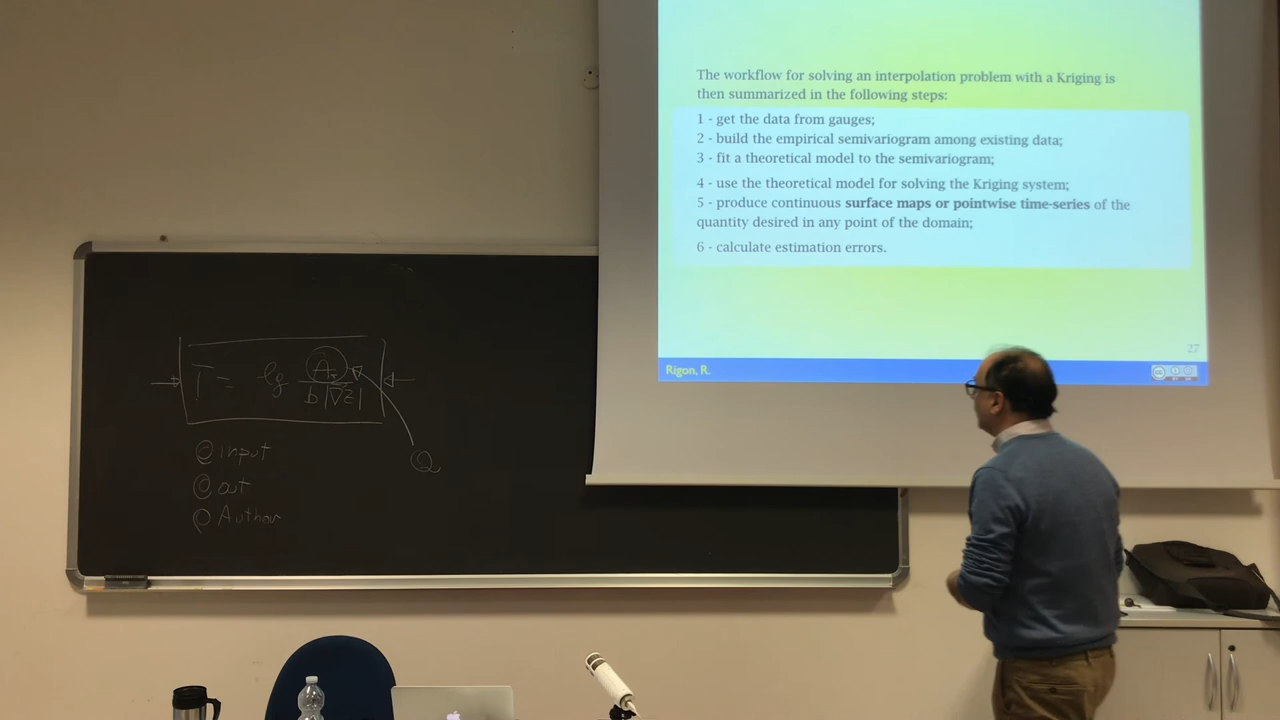 The workflow for solving an interpolation problem with a Kriging is
then summarized in the following steps:
1 - get the data from gauges;
2 - build the empirical semivariogram among existing data;
3 - fit a theoretical model to the semivariogram;
4 - use the theoretical model for solving the Kriging system;
5 - produce continuous surface maps or pointwise time-series of the
quantity desired in any point of the domain;
6 - calculate estimation errors.
27
Rigon, R.
T = lg A_T / b |∇z|
Q
@ input
@ out
@ Author